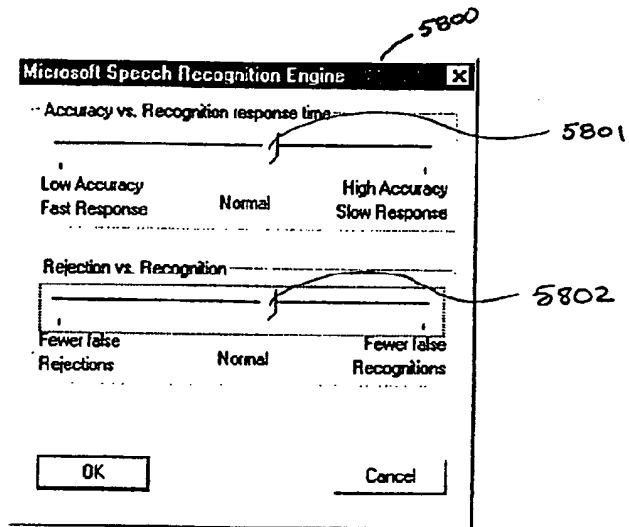 5800
Microsoft Speech Recognition Engine
Accuracy vs. Recognition response time
5801
Low Accuracy Normal High Accuracy
Fast Response Slow Response
Rejection vs. Recognition
5802
Fewer false Normal Fewer false
Rejections Recognitions
OK Cancel